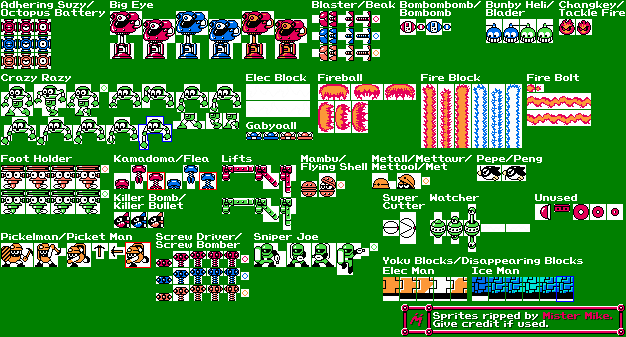 Adhering Suzy/ Big Eye Blaster/Beak Bombombomb/ Bunby Heli/ Changkey/
Octopus Battery Bombomb Blader Tackle Fire
Crazy Razy Elec Block Fireball Fire Block Fire Bolt
Gabyoall
Foot Holder Kamadoma/Flea Lifts Mambu/ Metall/Mettaur/ Pepe/Peng
Flying Shell Mettool/Met
Killer Bomb/ Super Watcher Unused
Killer Bullet Cutter
Pickelman/Picket Man Screw Driver/ Sniper Joe
Screw Bomber
Yoku Blocks/Disappearing Blocks
Elec Man Ice Man
Sprites ripped by Mister Mike.
Give credit if used.